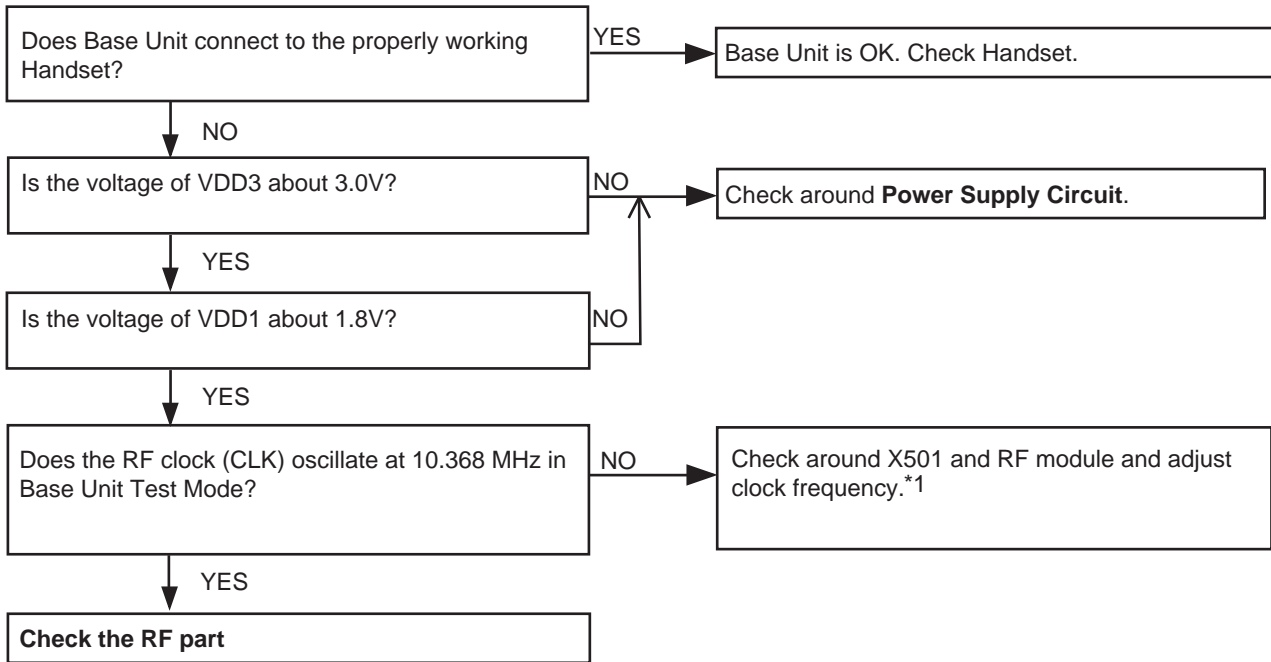 Does Base Unit connect to the properly working
Handset?
YES
Base Unit is OK. Check Handset.
NO
Is the voltage of VDD3 about 3.0V?
NO
Check around Power Supply Circuit.
YES
Is the voltage of VDD1 about 1.8V?
NO
YES
Does the RF clock (CLK) oscillate at 10.368 MHz in
Base Unit Test Mode?
NO
Check around X501 and RF module and adjust
clock frequency.*1
YES
Check the RF part